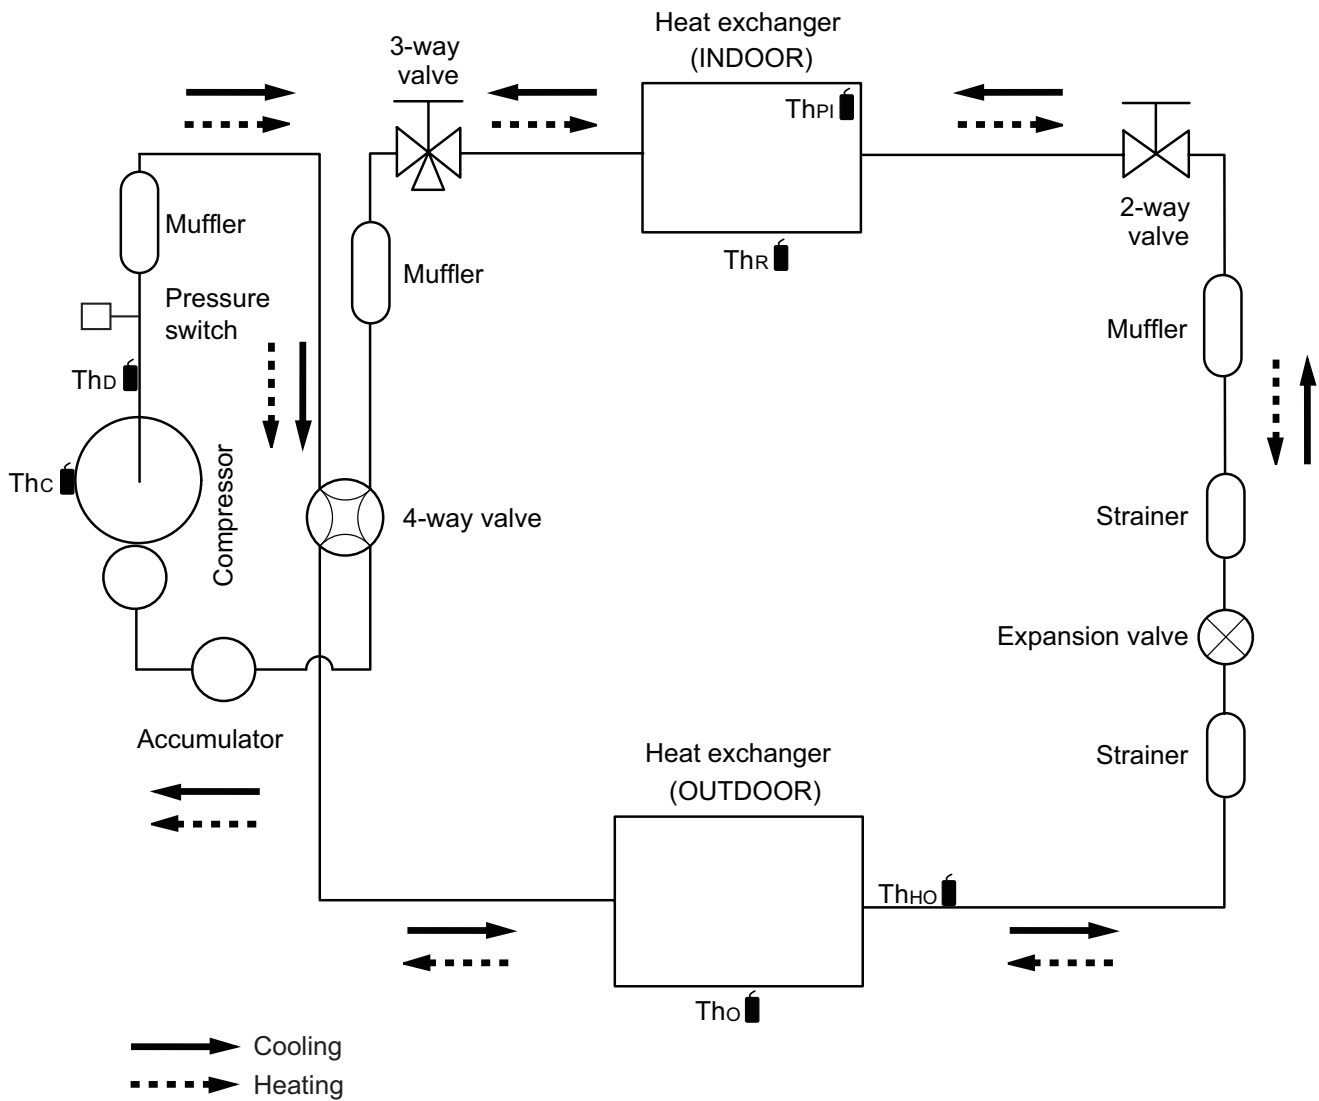 Heat exchanger
(INDOOR)
3-way
valve
ThPI
2-way
valve
Muffler
ThR
Muffler
Pressure
switch
Muffler
ThD
ThC
Compressor
4-way valve
Strainer
Expansion valve
Accumulator
Heat exchanger
(OUTDOOR)
Strainer
ThHO
ThO
Cooling
Heating